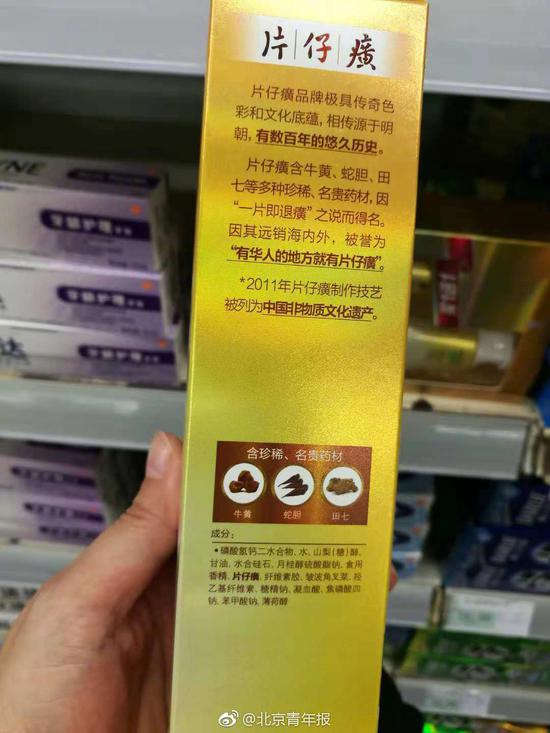 片仔癀
片仔癀品牌极具传奇色
彩和文化底蕴，相传源于明
朝，有数百年的悠久历史。
片仔癀含牛黄、蛇胆、田
七等多种珍稀、名贵药材，因
“一片即退癀”之说而得名。
因其远销海内外，被誉为
“有华人的地方就有片仔癀”。
*2011年片仔癀制作技艺
被列为中国非物质文化遗产。
含珍稀、名贵药材
牛黄 蛇胆 田七
成分：
•磷酸氢钙二水合物、水、山梨（糖）醇、
甘油、水合硅石、月桂醇硫酸酯钠、食用
香精、片仔癀、纤维素胶、皱波角叉菜、羟
乙基纤维素、糖精钠、凝血酸、焦磷酸四
钠、苯甲酸钠、薄荷醇
@北京青年报